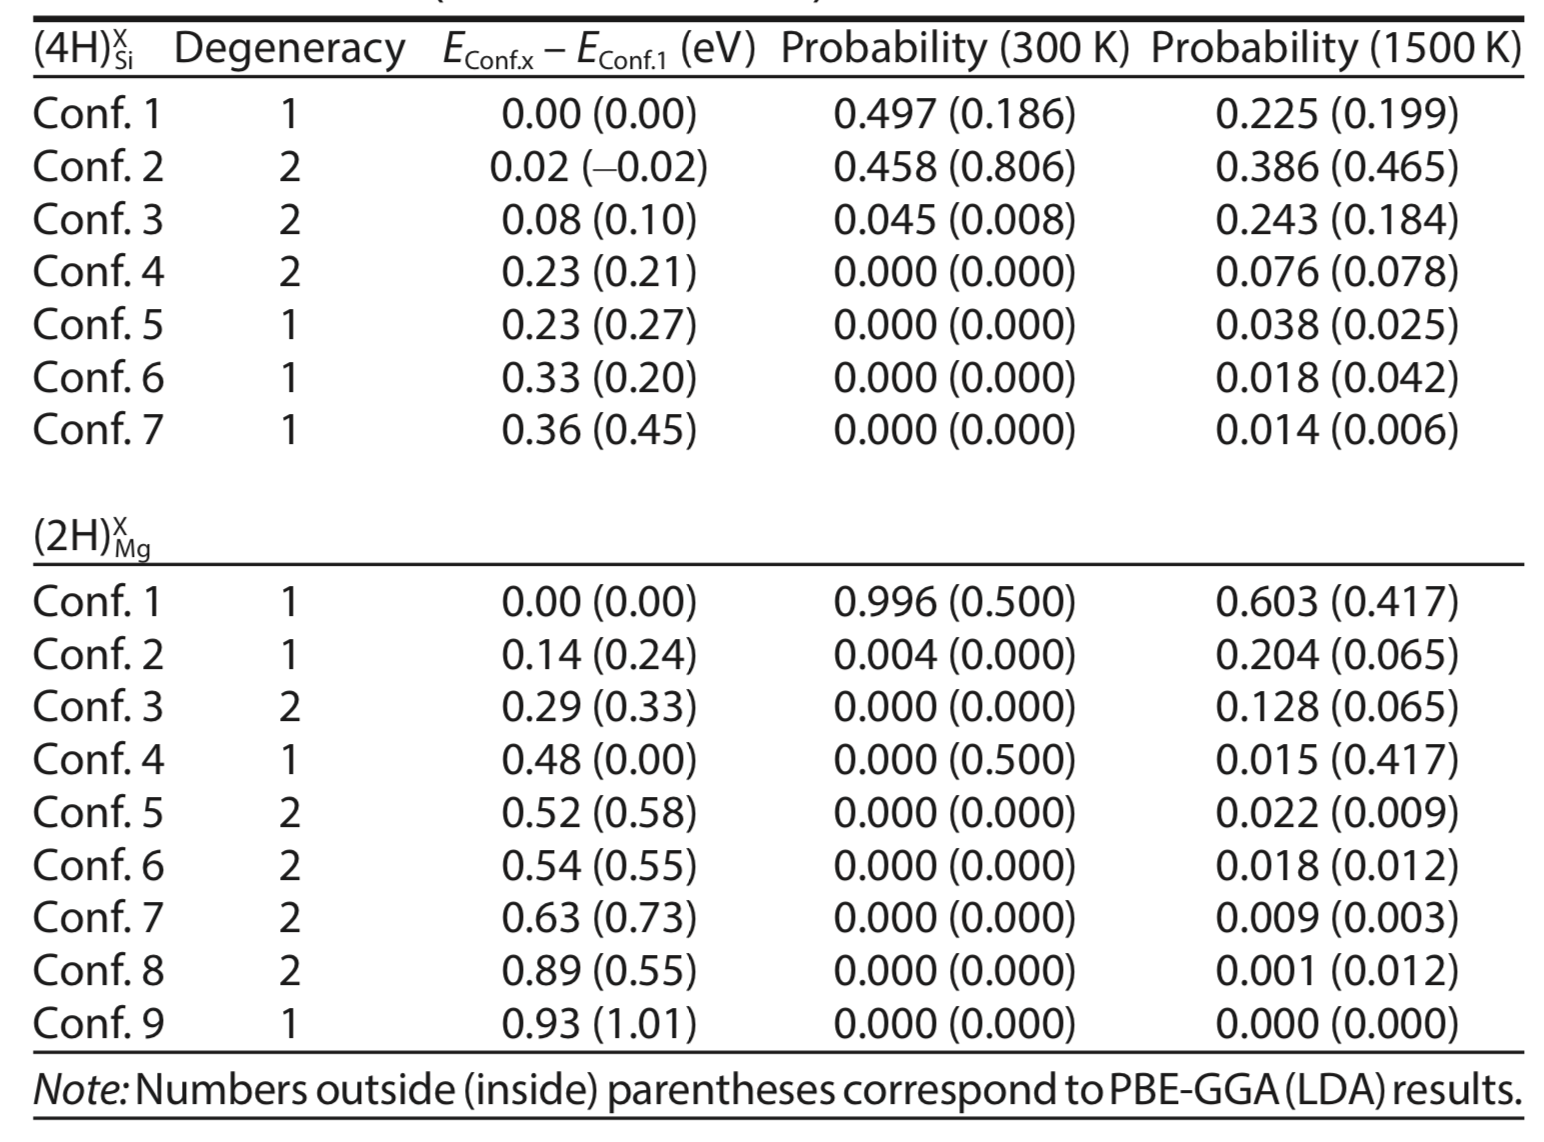 (4H)ˣSi Degeneracy EConf.x – EConf.1 (eV) Probability (300 K) Probability (1500 K)
Conf. 1 1 0.00 (0.00) 0.497 (0.186) 0.225 (0.199)
Conf. 2 2 0.02 (–0.02) 0.458 (0.806) 0.386 (0.465)
Conf. 3 2 0.08 (0.10) 0.045 (0.008) 0.243 (0.184)
Conf. 4 2 0.23 (0.21) 0.000 (0.000) 0.076 (0.078)
Conf. 5 1 0.23 (0.27) 0.000 (0.000) 0.038 (0.025)
Conf. 6 1 0.33 (0.20) 0.000 (0.000) 0.018 (0.042)
Conf. 7 1 0.36 (0.45) 0.000 (0.000) 0.014 (0.006)
(2H)ˣMg
Conf. 1 1 0.00 (0.00) 0.996 (0.500) 0.603 (0.417)
Conf. 2 1 0.14 (0.24) 0.004 (0.000) 0.204 (0.065)
Conf. 3 2 0.29 (0.33) 0.000 (0.000) 0.128 (0.065)
Conf. 4 1 0.48 (0.00) 0.000 (0.500) 0.015 (0.417)
Conf. 5 2 0.52 (0.58) 0.000 (0.000) 0.022 (0.009)
Conf. 6 2 0.54 (0.55) 0.000 (0.000) 0.018 (0.012)
Conf. 7 2 0.63 (0.73) 0.000 (0.000) 0.009 (0.003)
Conf. 8 2 0.89 (0.55) 0.000 (0.000) 0.001 (0.012)
Conf. 9 1 0.93 (1.01) 0.000 (0.000) 0.000 (0.000)
Note: Numbers outside (inside) parentheses correspond to PBE-GGA (LDA) results.